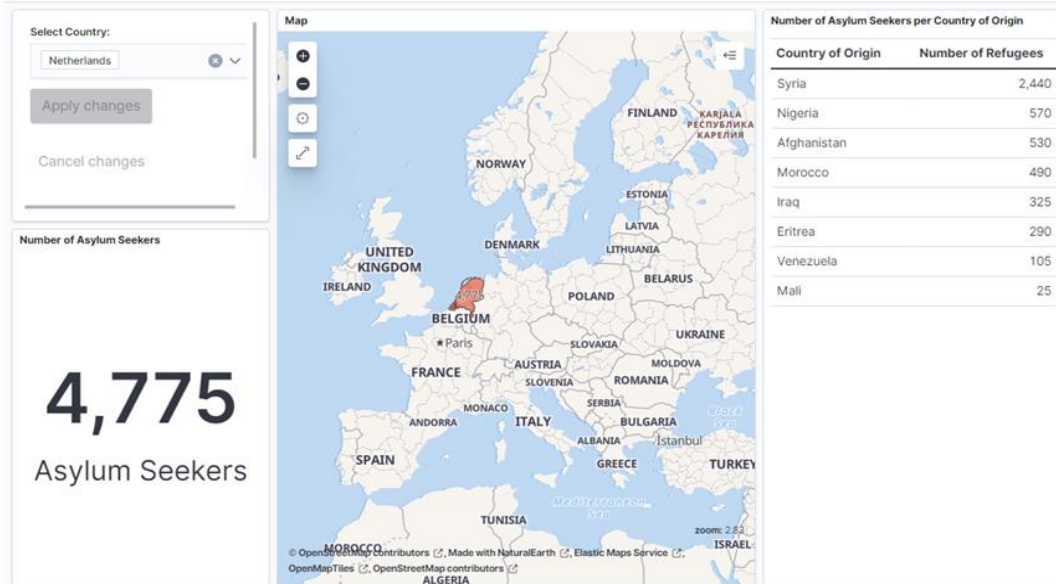 Select Country:
Netherlands
Apply changes
Cancel changes
Number of Asylum Seekers
4,775
Asylum Seekers
Map
FINLAND
KARJALA
РЕСПУБЛИКА
КАРЕЛИЯ
NORWAY
ESTONIA
LATVIA
DENMARK
LITHUANIA
UNITED
KINGDOM
IRELAND
BELARUS
4,775
POLAND
BELGIUM
UKRAINE
Paris
SLOVAKIA
AUSTRIA
MOLDOVA
FRANCE
SLOVENIA
ROMANIA
SERBIA
MONACO
ANDORRA
ITALY
BULGARIA
Black
Sea
ALBANIA
İstanbul
SPAIN
GREECE
TURKEY
Mediterranean
Sea
TUNISIA
zoom: 2.83
ISRAEL
MOROCCO
© OpenStreetMap contributors, Made with NaturalEarth, Elastic Maps Service,
OpenMapTiles, OpenStreetMap contributors
ALGERIA
Number of Asylum Seekers per Country of Origin
Country of Origin Number of Refugees
Syria 2,440
Nigeria 570
Afghanistan 530
Morocco 490
Iraq 325
Eritrea 290
Venezuela 105
Mali 25